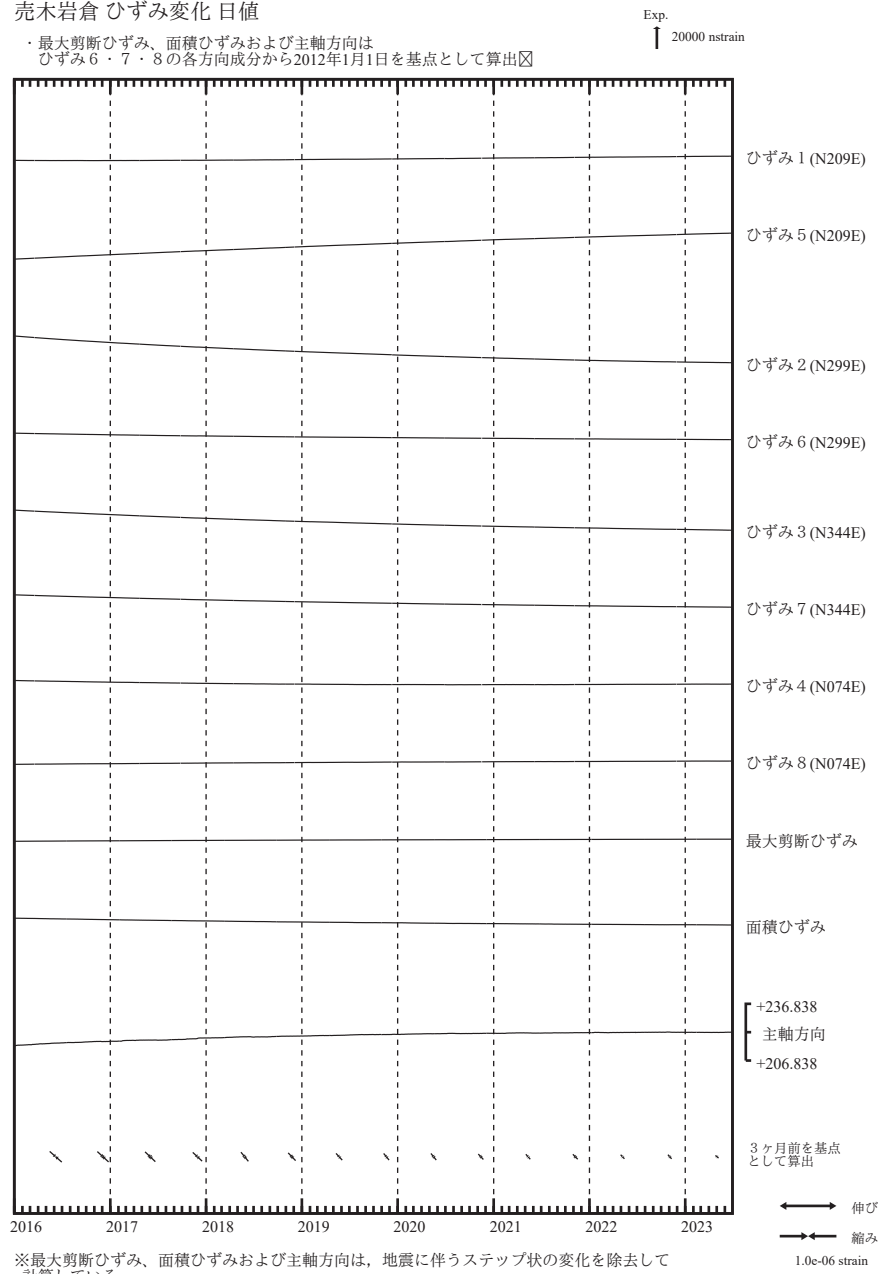 売木岩倉 ひずみ変化 日値
・最大剪断ひずみ、面積ひずみおよび主軸方向は
ひずみ６・７・８の各方向成分から2012年1月1日を基点として算出
Exp.
20000 nstrain
ひずみ１(N209E)
ひずみ５(N209E)
ひずみ２(N299E)
ひずみ６(N299E)
ひずみ３(N344E)
ひずみ７(N344E)
ひずみ４(N074E)
ひずみ８(N074E)
最大剪断ひずみ
面積ひずみ
+236.838
主軸方向
+206.838
３ヶ月前を基点
として算出
2016 2017 2018 2019 2020 2021 2022 2023
伸び
縮み
1.0e-06 strain
※最大剪断ひずみ、面積ひずみおよび主軸方向は，地震に伴うステップ状の変化を除去して
計算している